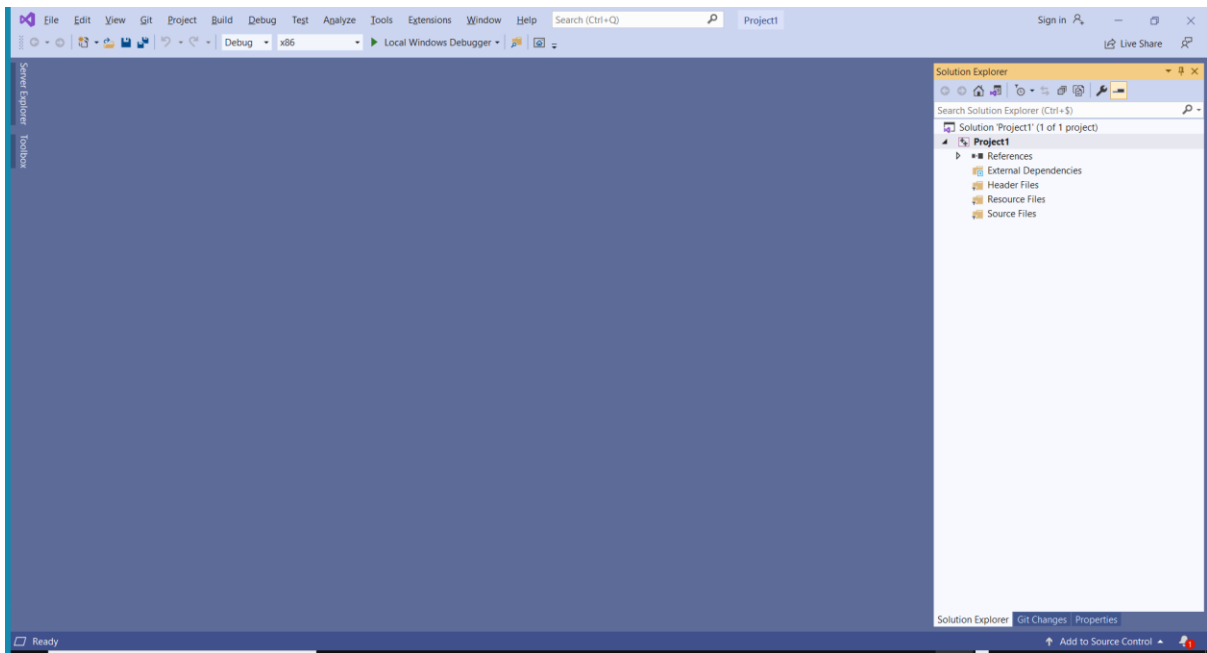 File Edit View Git Project Build Debug Test Analyze Tools Extensions Window Help Search (Ctrl+Q) Project1 Sign in
Debug x86 Local Windows Debugger Live Share
Server Explorer
Toolbox
Solution Explorer
Search Solution Explorer (Ctrl+$)
Solution 'Project1' (1 of 1 project)
Project1
References
External Dependencies
Header Files
Resource Files
Source Files
Solution Explorer Git Changes Properties
Ready Add to Source Control 1